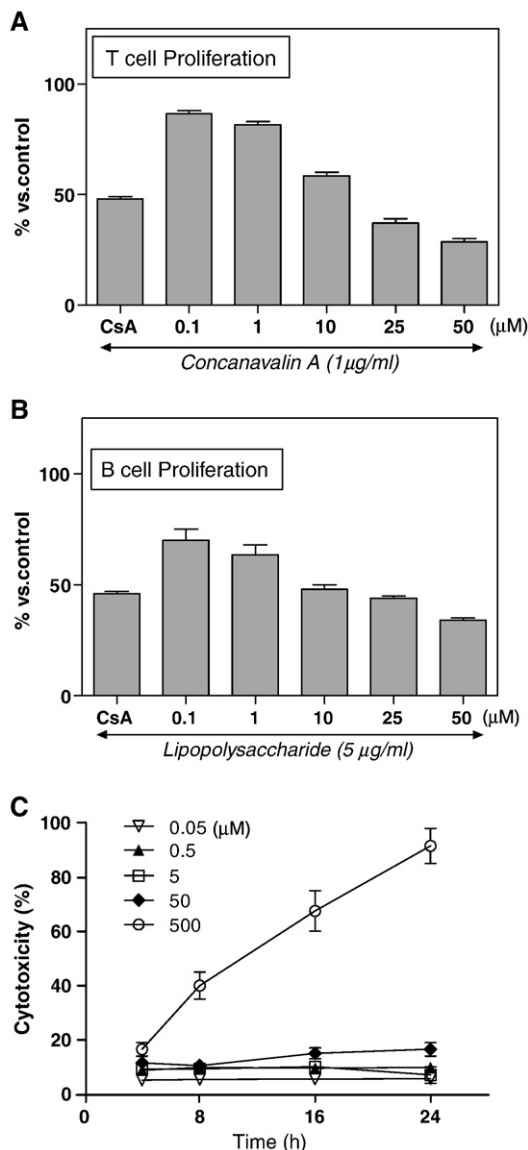 A
T cell Proliferation
% vs.control
100
50
0
CsA 0.1 1 10 25 50 (μM)
Concanavalin A (1μg/ml)
B
B cell Proliferation
% vs.control
100
50
0
CsA 0.1 1 10 25 50 (μM)
Lipopolysaccharide (5 μg/ml)
C
Cytotoxicity (%)
100
80
60
40
20
0
0.05 (μM)
0.5
5
50
500
0 8 16 24
Time (h)